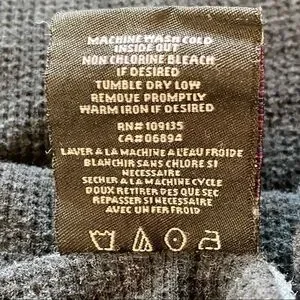 MACHINE WASH COLD
INSIDE OUT
NON CHLORINE BLEACH
IF DESIRED
TUMBLE DRY LOW
REMOVE PROMPTLY
WARM IRON IF DESIRED
RN# 109135
CA# 06894
LAVER A LA MACHINE A L'EAU FROIDE
BLANCHIR SANS CHLORE SI
NECESSAIRE
SECHER A LA MACHINE CYCLE
DOUX RETIRER DES QUE
REPASSER SI NECESSAIRE
AVEC UN FER FROID